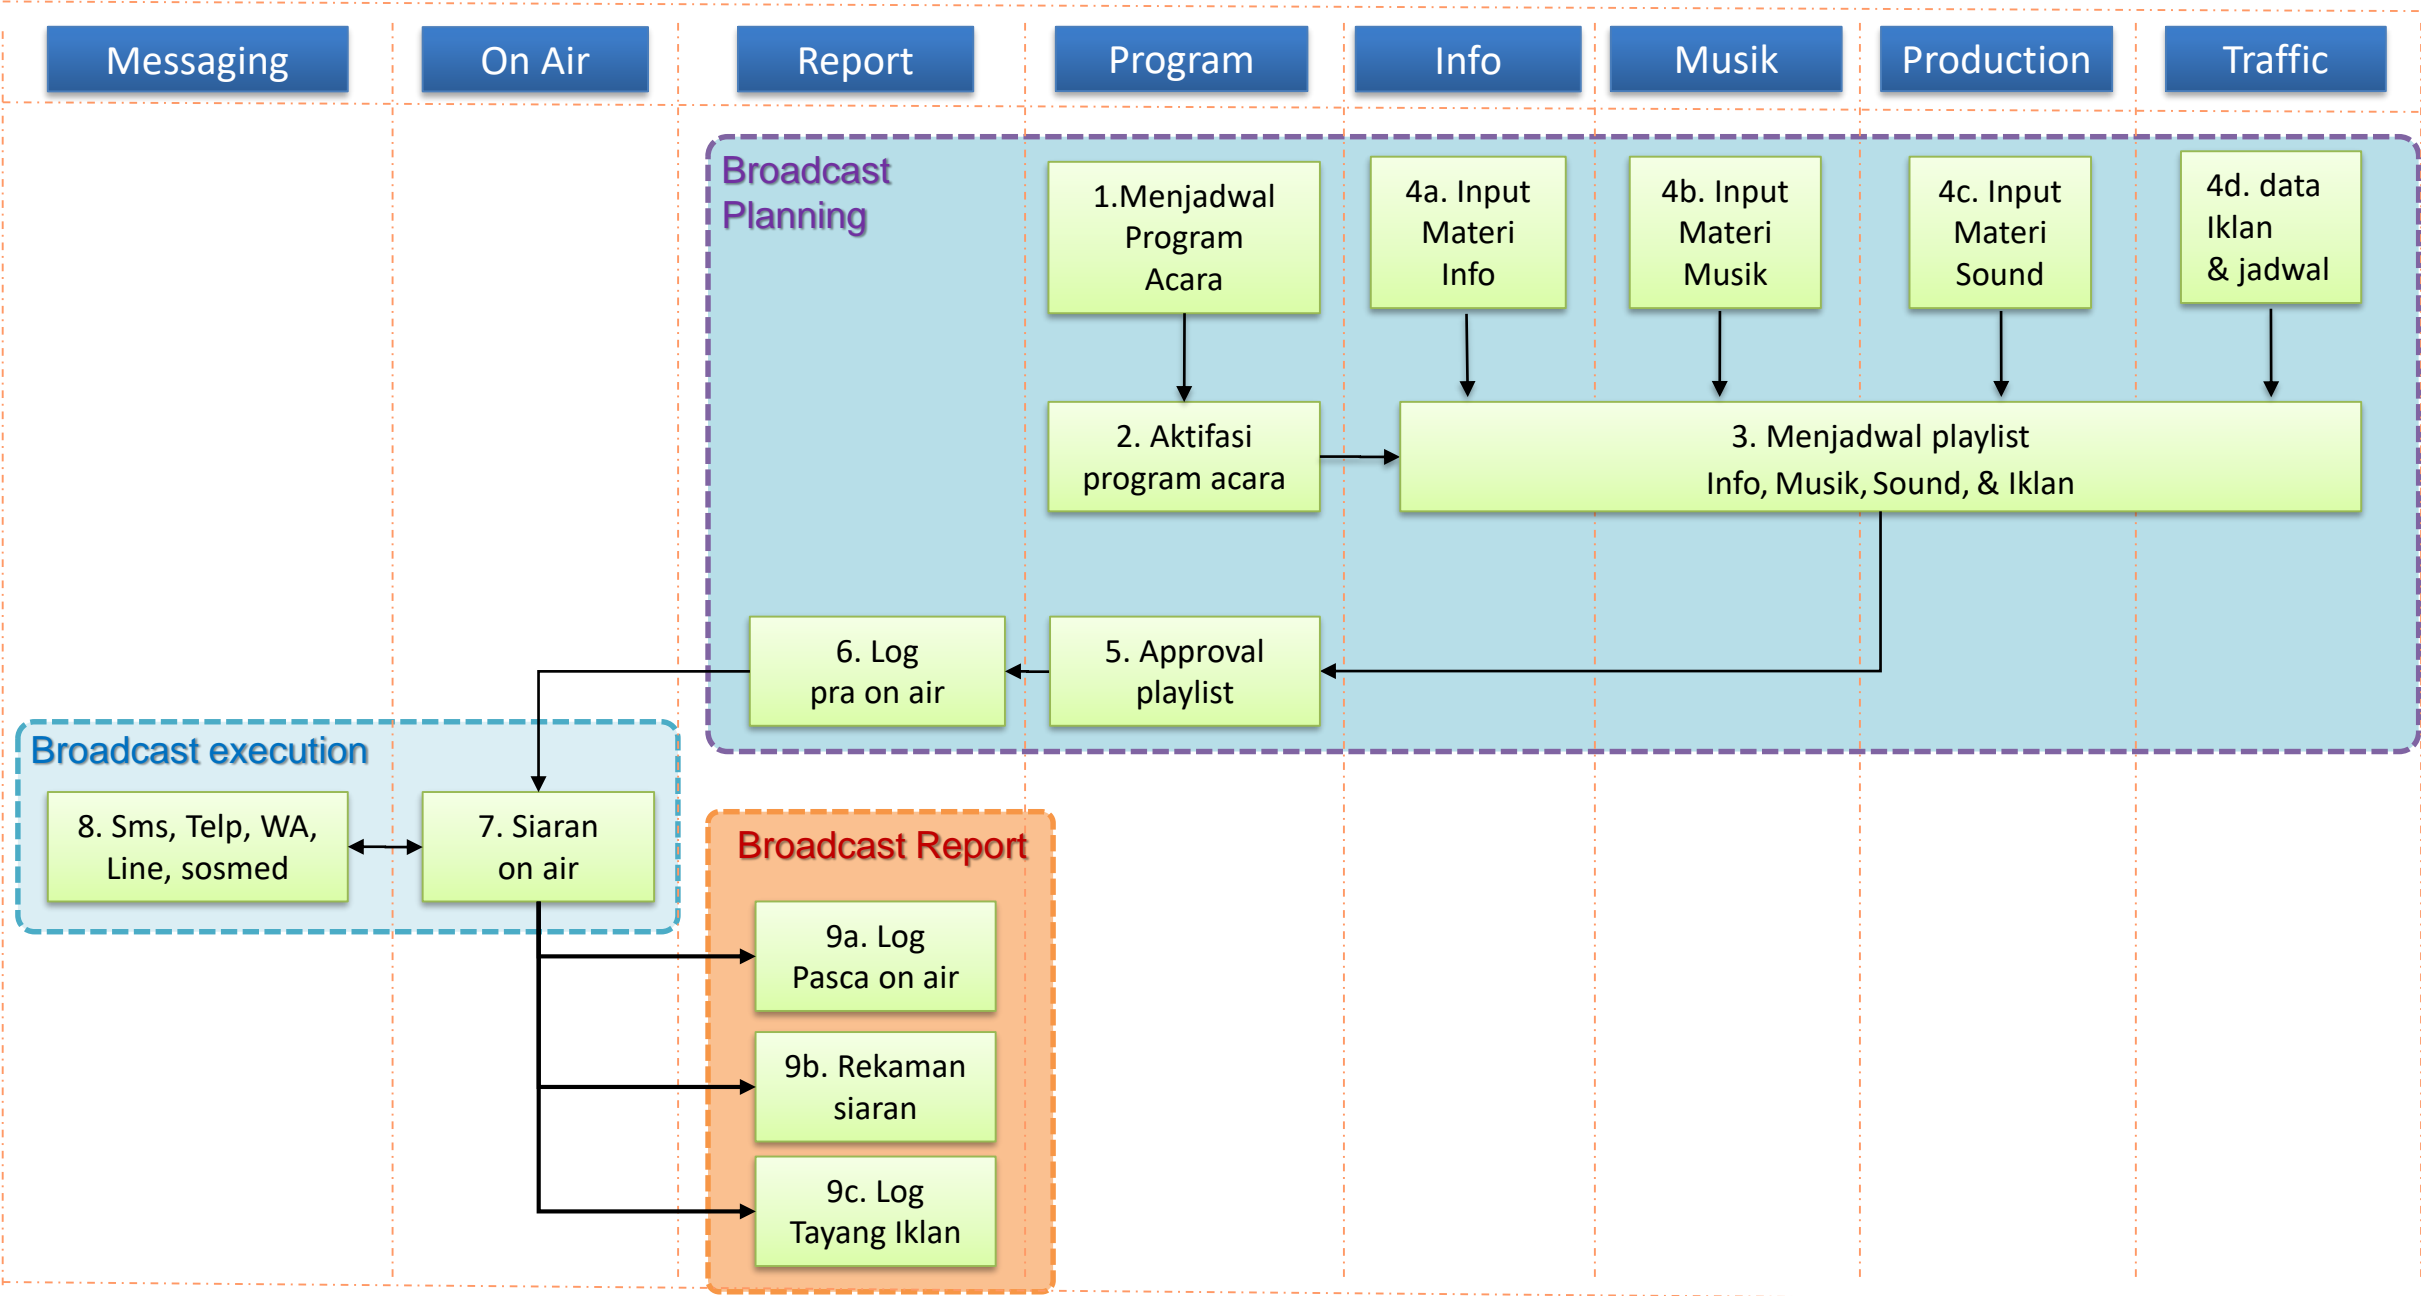 Messaging
On Air
Report
Program
Info
Musik
Production
Traffic
Broadcast
Planning
1.Menjadwal
Program
Acara
4a. Input
Materi
Info
4b. Input
Materi
Musik
4c. Input
Materi
Sound
4d. data
Iklan
& jadwal
2. Aktifasi
program acara
3. Menjadwal playlist
Info, Musik, Sound, & Iklan
6. Log
pra on air
5. Approval
playlist
Broadcast execution
8. Sms, Telp, WA,
Line, sosmed
7. Siaran
on air
Broadcast Report
9a. Log
Pasca on air
9b. Rekaman
siaran
9c. Log
Tayang Iklan